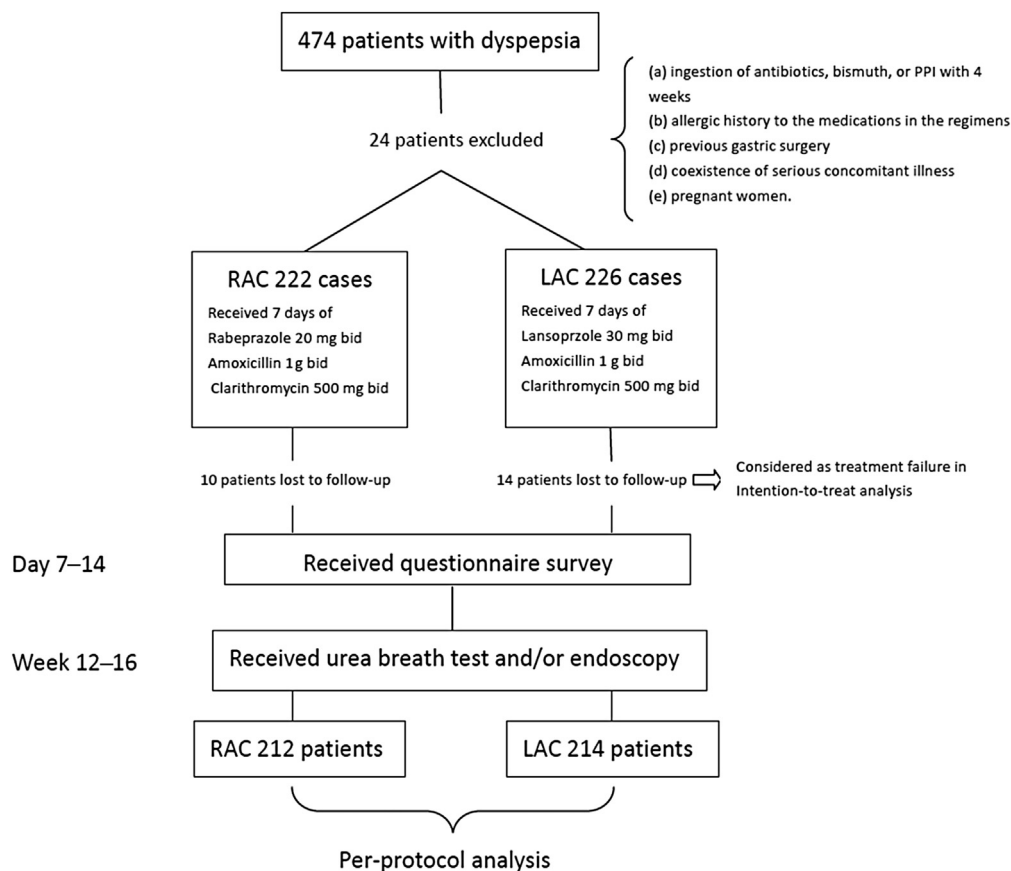 474 patients with dyspepsia
24 patients excluded
(a) ingestion of antibiotics, bismuth, or PPI with 4
weeks
(b) allergic history to the medications in the regimens
(c) previous gastric surgery
(d) coexistence of serious concomitant illness
(e) pregnant women.
RAC 222 cases
Received 7 days of
Rabeprazole 20 mg bid
Amoxicillin 1g bid
Clarithromycin 500 mg bid
LAC 226 cases
Received 7 days of
Lansoprzole 30 mg bid
Amoxicillin 1 g bid
Clarithromycin 500 mg bid
10 patients lost to follow-up
14 patients lost to follow-up
Considered as treatment failure in
Intention-to-treat analysis
Day 7–14
Received questionnaire survey
Week 12–16
Received urea breath test and/or endoscopy
RAC 212 patients
LAC 214 patients
Per-protocol analysis